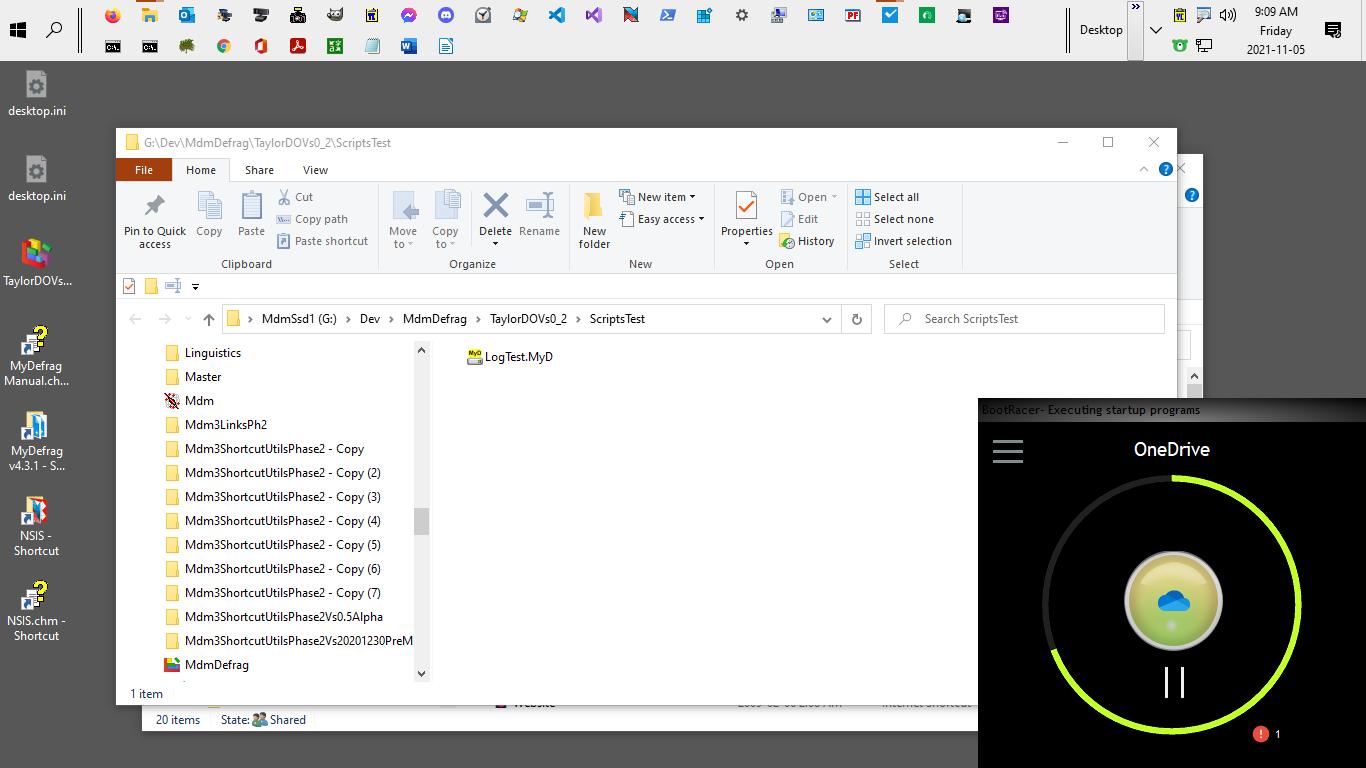 9:09 AM
Desktop
Friday
2021-11-05
desktop.ini
desktop.ini
TaylorDOVs...
MyDefrag
Manual.ch...
MyDefrag
v4.3.1 - S...
NSIS -
Shortcut
NSIS.chm -
Shortcut
G:\Dev\MdmDefrag\TaylorDOVs0_2\ScriptsTest
File Home Share View
Pin to Quick
access
Copy
Paste
Cut
Copy path
Paste shortcut
Clipboard
Move
to
Copy
to
Delete
Rename
Organize
New
folder
New item
Easy access
New
Properties
Open
Edit
History
Open
Select all
Select none
Invert selection
Select
MdmSsd1 (G:) > Dev > MdmDefrag > TaylorDOVs0_2 > ScriptsTest
Search ScriptsTest
Linguistics
Master
Mdm
Mdm3LinksPh2
Mdm3ShortcutUtilsPhase2 - Copy
Mdm3ShortcutUtilsPhase2 - Copy (2)
Mdm3ShortcutUtilsPhase2 - Copy (3)
Mdm3ShortcutUtilsPhase2 - Copy (4)
Mdm3ShortcutUtilsPhase2 - Copy (5)
Mdm3ShortcutUtilsPhase2 - Copy (6)
Mdm3ShortcutUtilsPhase2 - Copy (7)
Mdm3ShortcutUtilsPhase2Vs0.5Alpha
Mdm3ShortcutUtilsPhase2Vs20201230PreM
MdmDefrag
LogTest.MyD
1 item
20 items State: Shared
BootRacer- Executing startup programs
OneDrive
1